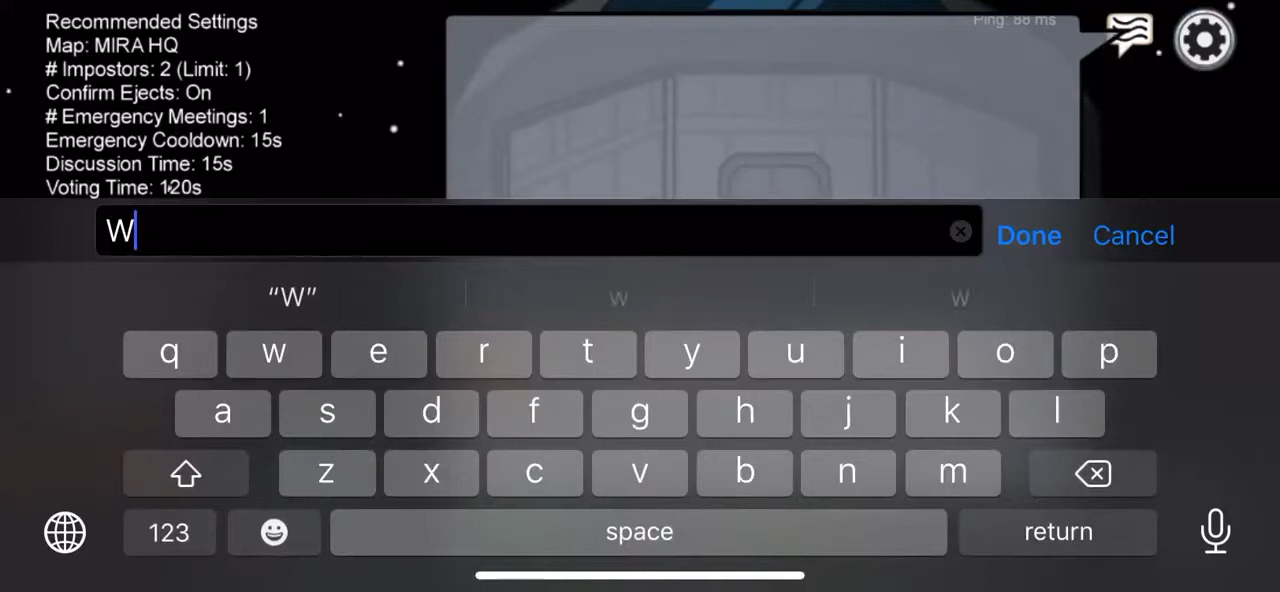 Recommended Settings
Map: MIRA HQ
# Impostors: 2 (Limit: 1)
Confirm Ejects: On
# Emergency Meetings: 1
Emergency Cooldown: 15s
Discussion Time: 15s
Voting Time: 120s
Ping: 88 ms
W
Done Cancel
“W” W W
q w e r t y u i o p
a s d f g h j k l
z x c v b n m
123 space return